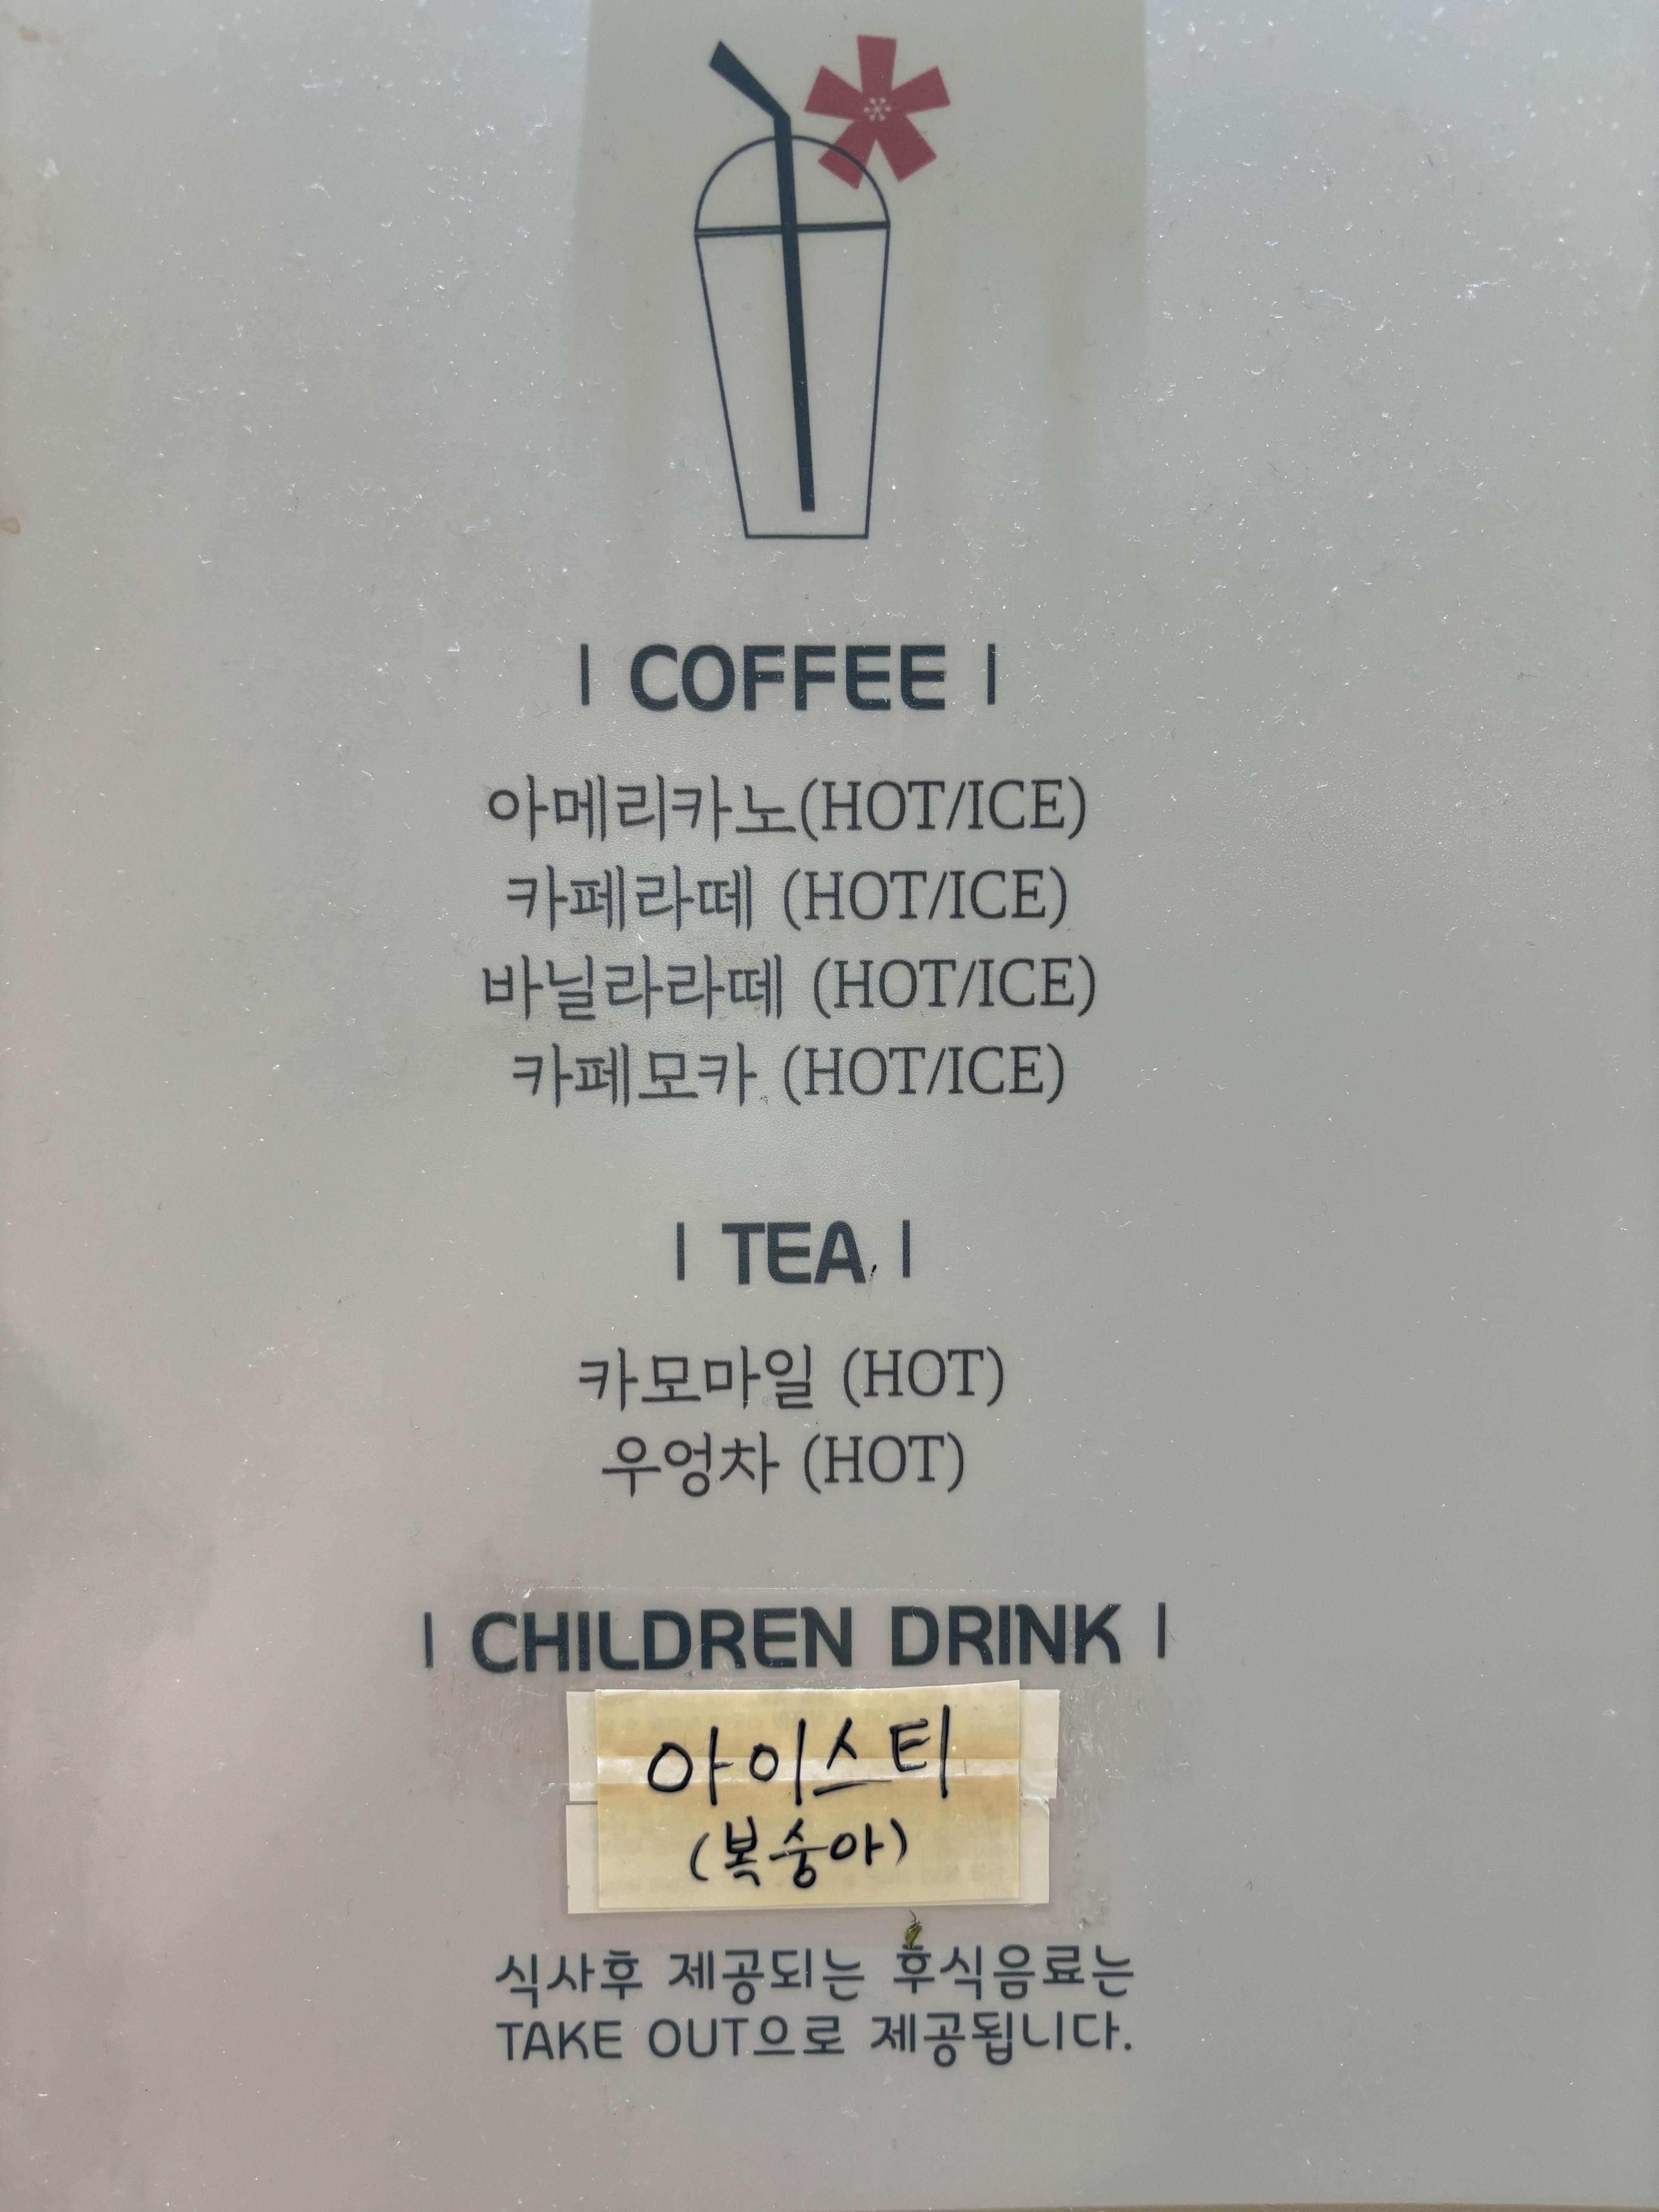 | COFFEE |
아메리카노(HOT/ICE)
카페라떼 (HOT/ICE)
바닐라라떼 (HOT/ICE)
카페모카 (HOT/ICE)
| TEA |
카모마일 (HOT)
우엉차 (HOT)
| CHILDREN DRINK |
아이스티
(복숭아)
식사후 제공되는 후식음료는
TAKE OUT으로 제공됩니다.